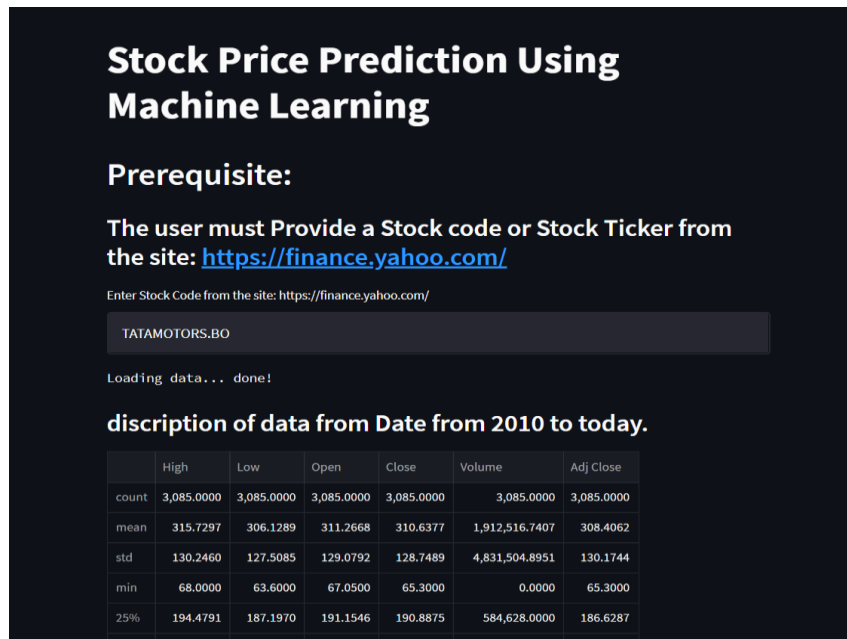 Stock Price Prediction Using
Machine Learning
Prerequisite:
The user must Provide a Stock code or Stock Ticker from
the site: https://finance.yahoo.com/
Enter Stock Code from the site: https://finance.yahoo.com/
TATAMOTORS.BO
Loading data... done!
discription of data from Date from 2010 to today.
High Low Open Close Volume Adj Close
count 3,085.0000 3,085.0000 3,085.0000 3,085.0000 3,085.0000 3,085.0000
mean 315.7297 306.1289 311.2668 310.6377 1,912,516.7407 308.4062
std 130.2460 127.5085 129.0792 128.7489 4,831,504.8951 130.1744
min 68.0000 63.6000 67.0500 65.3000 0.0000 65.3000
25% 194.4791 187.1970 191.1546 190.8875 584,628.0000 186.6287